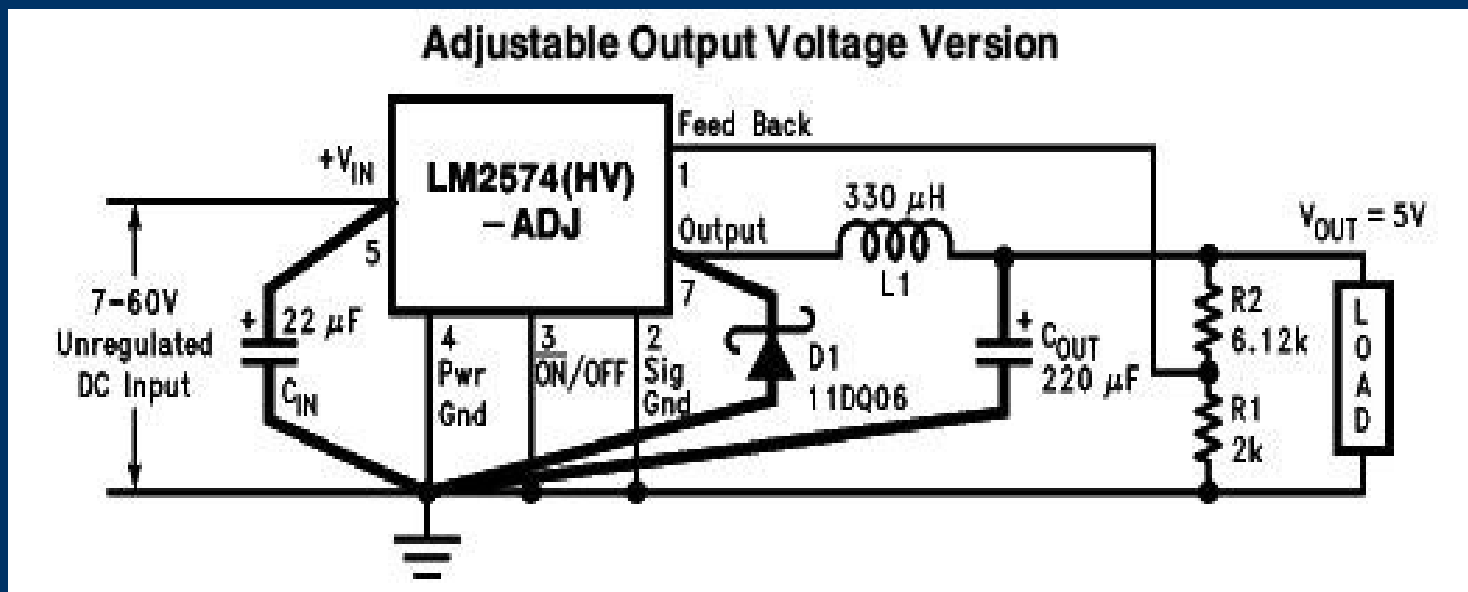 Adjustable Output Voltage Version
Feed Back
+VIN
LM2574(HV)
1
330 μH
–ADJ
Output
VOUT = 5V
5
L1
7
7-60V
Unregulated
DC Input
+
22 μF
CIN
4
Pwr
Gnd
3
ON/OFF
2
Sig
Gnd
D1
11DQ06
+
COUT
220 μF
R2
6.12k
R1
2k
LOAD